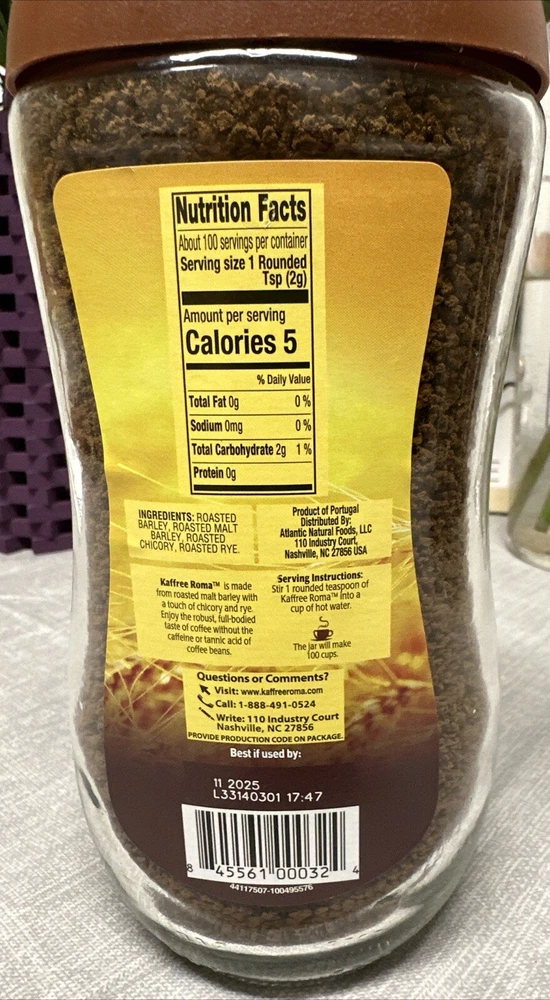 Nutrition Facts
About 100 servings per container
Serving size 1 Rounded
Tsp (2g)
Amount per serving
Calories 5
% Daily Value
Total Fat 0g 0%
Sodium 0mg 0%
Total Carbohydrate 2g 1%
Protein 0g
INGREDIENTS: ROASTED
BARLEY, ROASTED MALT
BARLEY, ROASTED
CHICORY, ROASTED RYE.
Product of Portugal
Distributed By:
Atlantic Natural Foods, LLC
110 Industry Court,
Nashville, NC 27856 USA
Kaffree Roma™ is made
from roasted malt barley with
a touch of chicory and rye.
Enjoy the robust, full-bodied
taste of coffee without the
caffeine or tannic acid of
coffee beans.
Serving Instructions:
Stir 1 rounded teaspoon of
Kaffree Roma™ into a
cup of hot water.
The jar will make
100 cups.
Questions or Comments?
Visit: www.kaffreeroma.com
Call: 1-888-491-0524
Write: 110 Industry Court
Nashville, NC 27856
PROVIDE PRODUCTION CODE ON PACKAGE.
Best if used by:
11 2025
L33140301 17:47
8 45561 00032 4
44117507-100495576